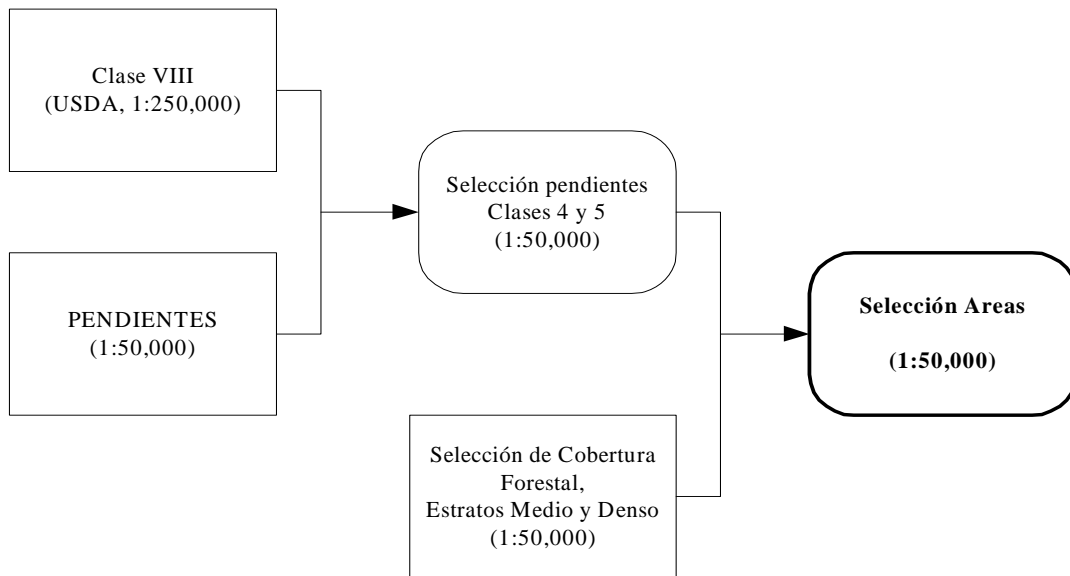 Clase VIII
(USDA, 1:250,000)
PENDIENTES
(1:50,000)
Selección pendientes
Clases 4 y 5
(1:50,000)
Selección de Cobertura
Forestal,
Estratos Medio y Denso
(1:50,000)
Selección Areas
(1:50,000)